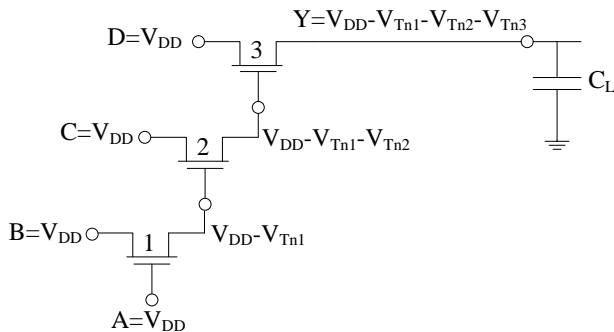 D=V_DD 3 Y=V_DD-V_Tn1-V_Tn2-V_Tn3
C_L
C=V_DD 2 V_DD-V_Tn1-V_Tn2
B=V_DD 1 V_DD-V_Tn1
A=V_DD